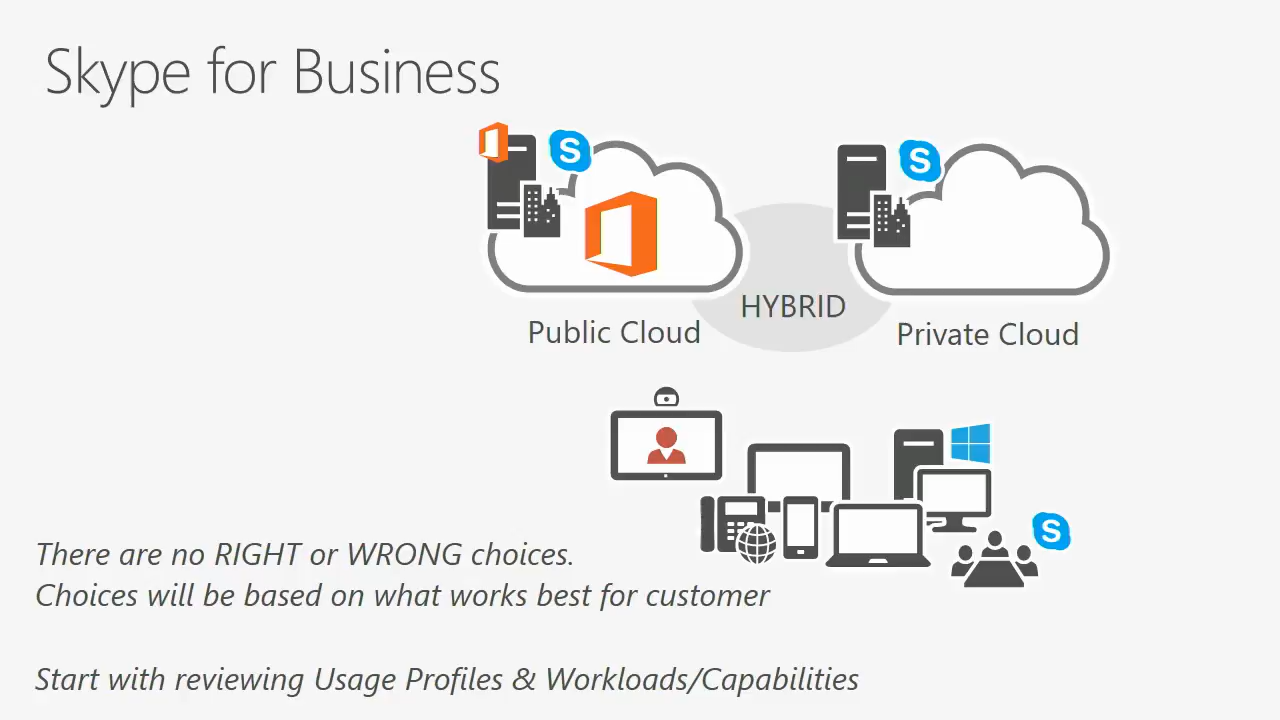 Skype for Business
S
S
HYBRID
Public Cloud
Private Cloud
S
There are no RIGHT or WRONG choices.
Choices will be based on what works best for customer
Start with reviewing Usage Profiles & Workloads/Capabilities